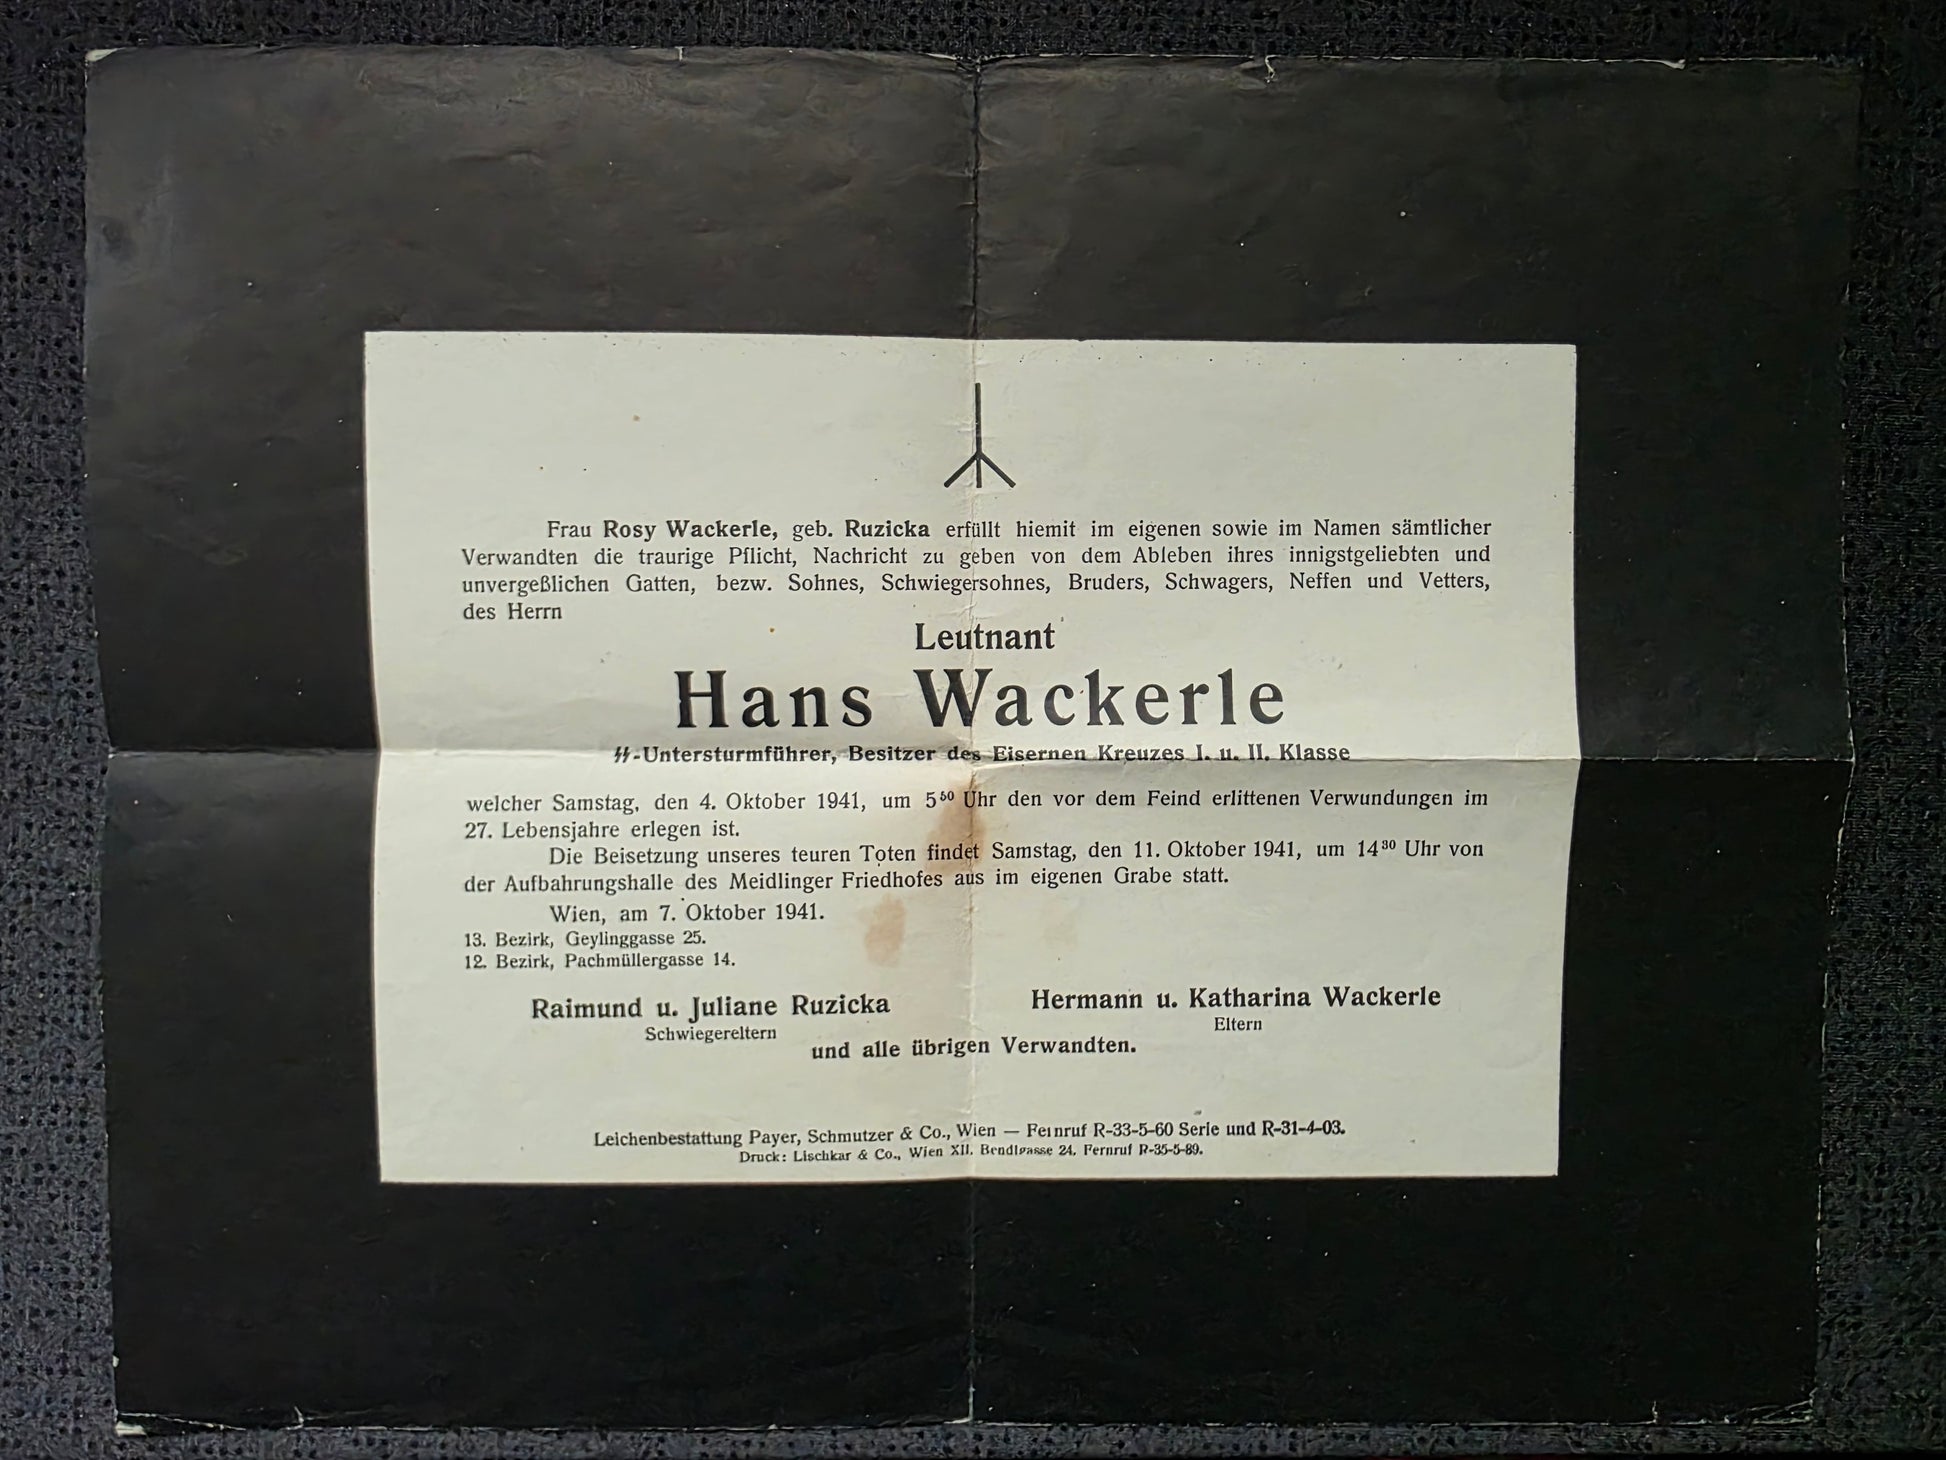 Frau Rosy Wackerle, geb. Ruzicka erfüllt hiemit im eigenen sowie im Namen sämtlicher
Verwandten die traurige Pflicht, Nachricht zu geben von dem Ableben ihres innigstgeliebten und
unvergeßlichen Gatten, bezw. Sohnes, Schwiegersohnes, Bruders, Schwagers, Neffen und Vetters,
des Herrn
Leutnant
Hans Wackerle
ᛋᛋ-Untersturmführer, Besitzer des Eisernen Kreuzes I. u. II. Klasse
welcher Samstag, den 4. Oktober 1941, um 5⁵⁰ Uhr den vor dem Feind erlittenen Verwundungen im
27. Lebensjahre erlegen ist.
Die Beisetzung unseres teuren Toten findet Samstag, den 11. Oktober 1941, um 14³⁰ Uhr von
der Aufbahrungshalle des Meidlinger Friedhofes aus im eigenen Grabe statt.
Wien, am 7. Oktober 1941.
13. Bezirk, Geylinggasse 25.
12. Bezirk, Pachmüllergasse 14.
Raimund u. Juliane Ruzicka
Schwiegereltern
Hermann u. Katharina Wackerle
Eltern
und alle übrigen Verwandten.
Leichenbestattung Payer, Schmutzer & Co., Wien — Fernruf R-33-5-60 Serie und R-31-4-03.
Druck: Lischkar & Co., Wien XII. Bendlgasse 24. Fernruf R-35-5-89.